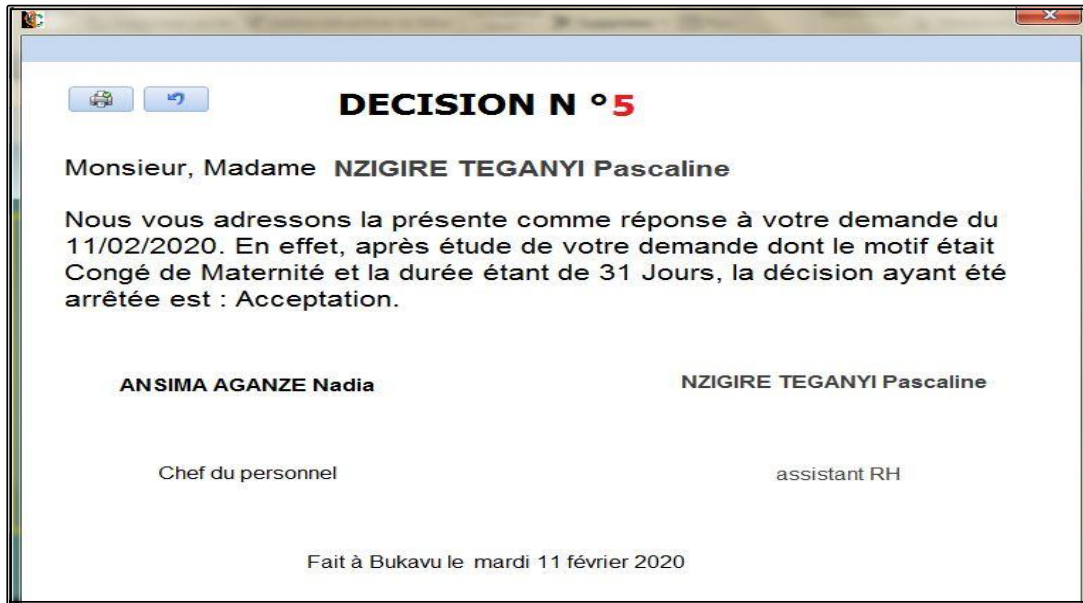 DECISION N °5
Monsieur, Madame NZIGIRE TEGANYI Pascaline
Nous vous adressons la présente comme réponse à votre demande du
11/02/2020. En effet, après étude de votre demande dont le motif était
Congé de Maternité et la durée étant de 31 Jours, la décision ayant été
arrêtée est : Acceptation.
ANSIMA AGANZE Nadia NZIGIRE TEGANYI Pascaline
Chef du personnel assistant RH
Fait à Bukavu le mardi 11 février 2020